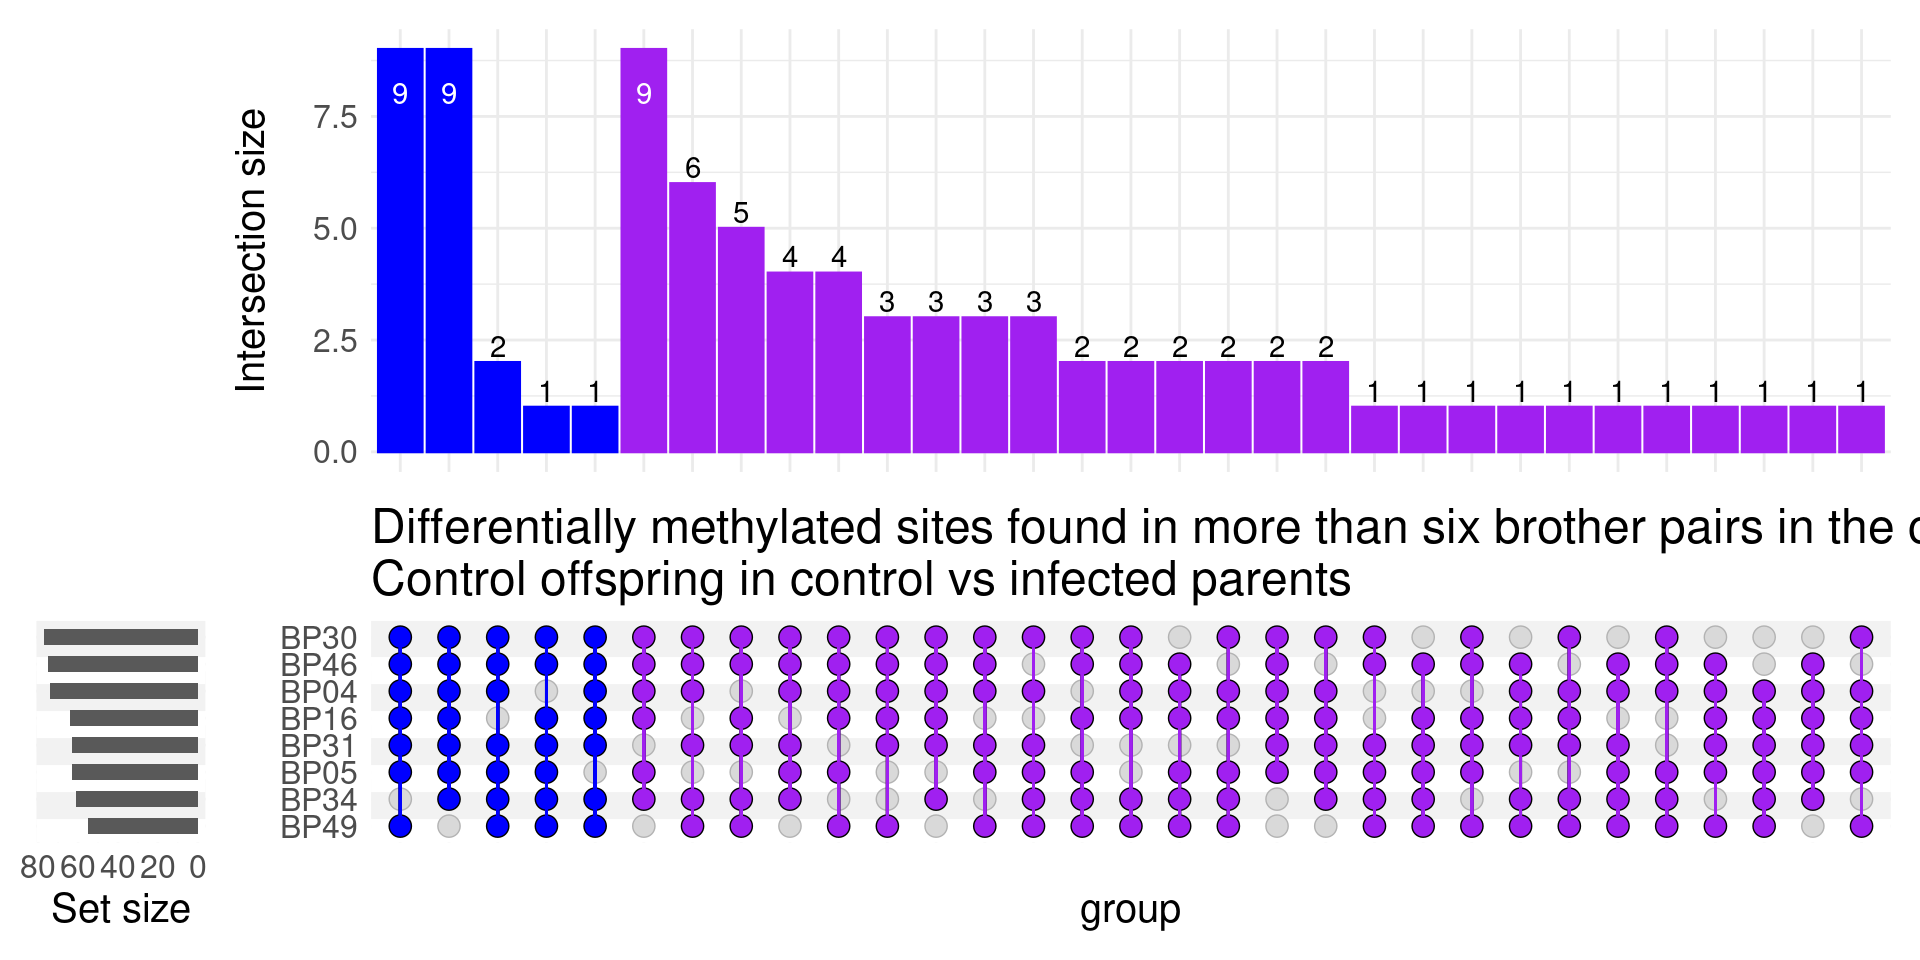 9 9 2 1 1 9 6 5 4 4 3 3 3 3 2 2 2 2 2 2 1 1 1 1 1 1 1 1 1 1 1
Intersection size
7.5
5.0
2.5
0.0
Differentially methylated sites found in more than six brother pairs in the
Control offspring in control vs infected parents
BP30
BP46
BP04
BP16
BP31
BP05
BP34
BP49
80 60 40 20 0
Set size
group